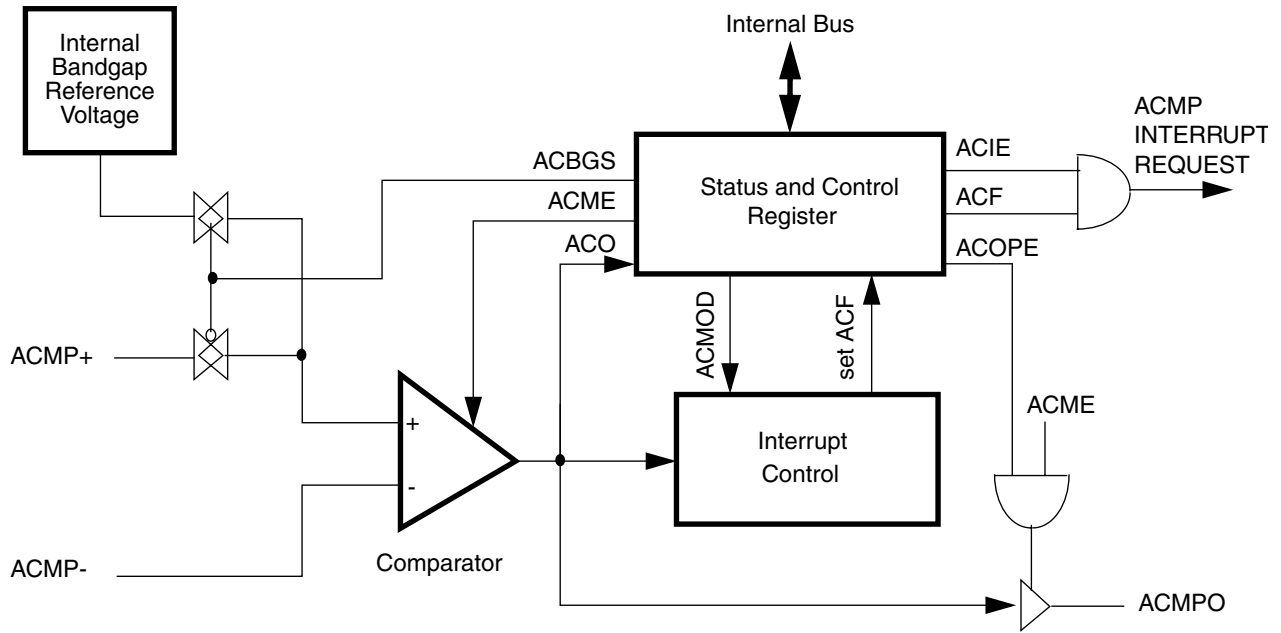 Internal Bus
Internal
Bandgap
Reference
Voltage
ACMP
INTERRUPT
REQUEST
ACBGS
ACME
ACO
Status and Control
Register
ACIE
ACF
ACOPE
ACMOD
set ACF
ACMP+
ACME
+
-
Interrupt
Control
Comparator
ACMP-
ACMPO